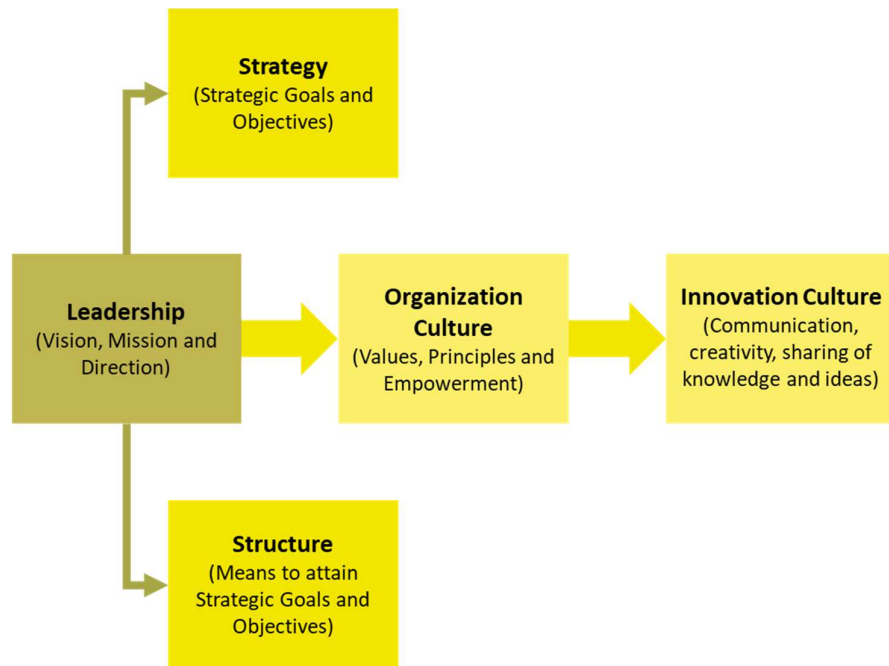 Strategy
(Strategic Goals and
Objectives)
Leadership
(Vision, Mission and
Direction)
Organization
Culture
(Values, Principles and
Empowerment)
Innovation Culture
(Communication,
creativity, sharing of
knowledge and ideas)
Structure
(Means to attain
Strategic Goals and
Objectives)